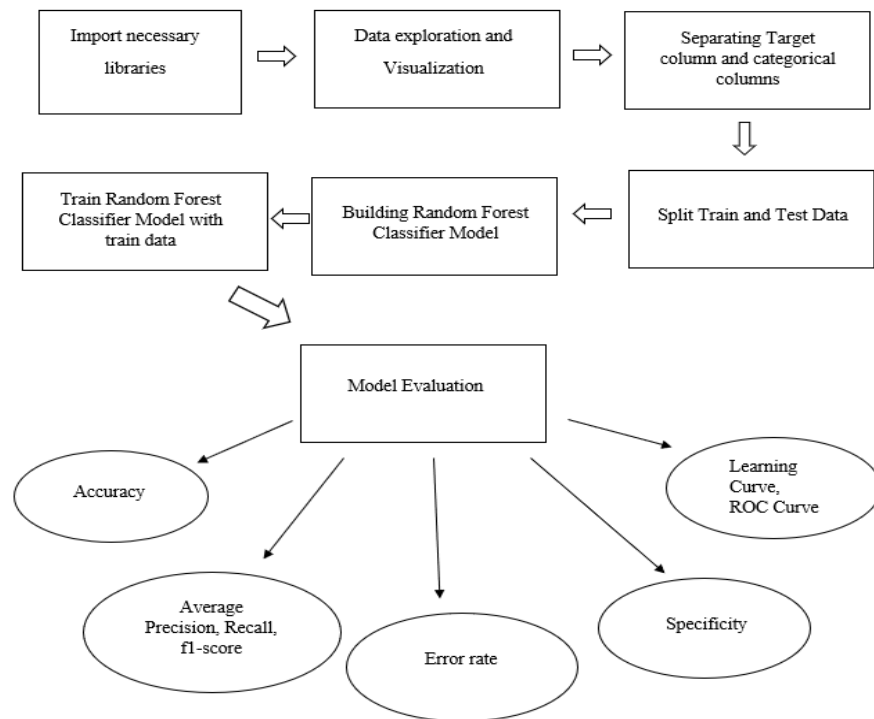 Import necessary
libraries
Data exploration and
Visualization
Separating Target
column and categorical
columns
Split Train and Test Data
Building Random Forest
Classifier Model
Train Random Forest
Classifier Model with
train data
Model Evaluation
Accuracy
Average
Precision, Recall,
f1-score
Error rate
Specificity
Learning
Curve,
ROC Curve